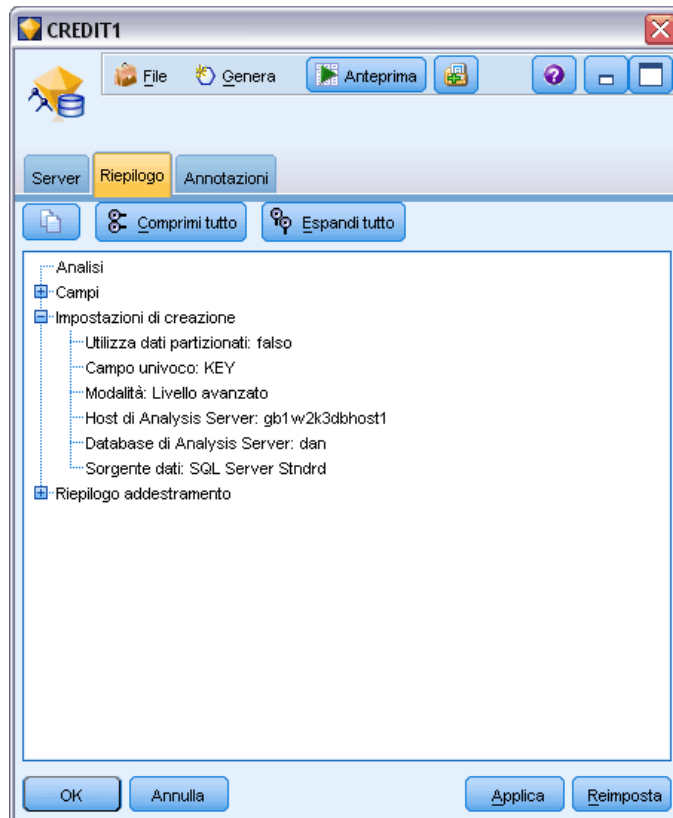 CREDIT1
File Genera Anteprima ?
Server Riepilogo Annotazioni
Comprimi tutto Espandi tutto
Analisi
Campi
Impostazioni di creazione
Utilizza dati partizionati: falso
Campo univoco: KEY
Modalità: Livello avanzato
Host di Analysis Server: gb1w2k3dbhost1
Database di Analysis Server: dan
Sorgente dati: SQL Server Stndrd
Riepilogo addestramento
OK Annulla Applica Reimposta